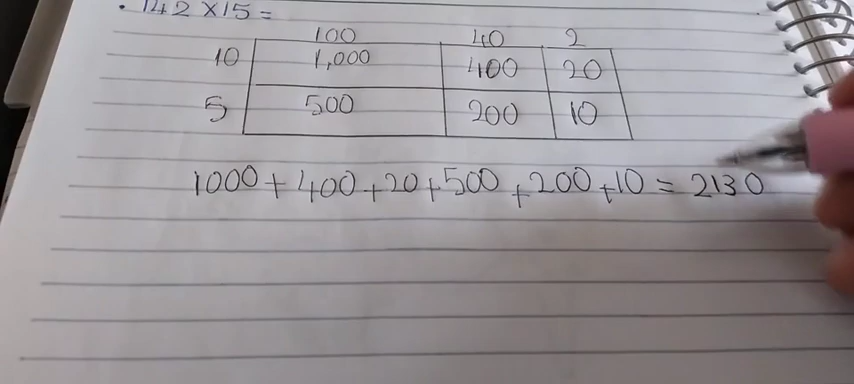 . 142 x 15 =
100 40 2
10 1,000 400 20
5 500 200 10
1000 + 400 + 20 + 500 + 200 + 10 = 2130